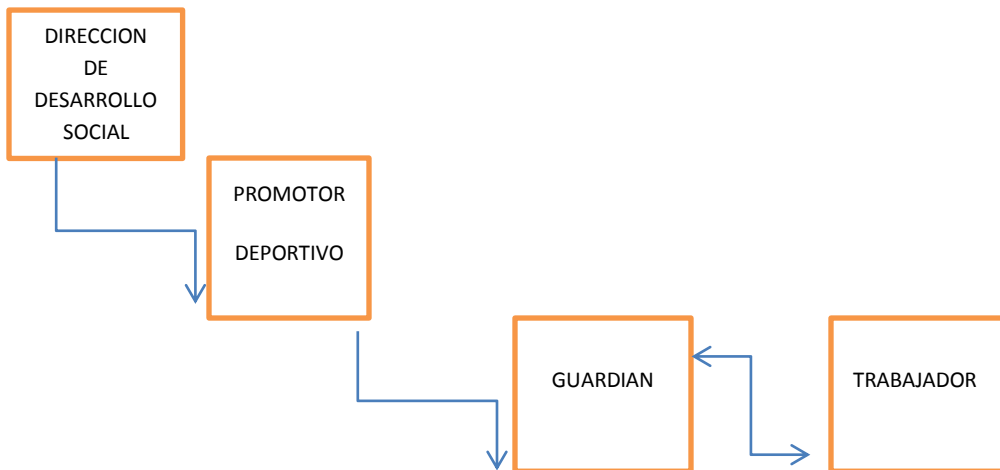 DIRECCION
DE
DESARROLLO
SOCIAL
PROMOTOR
DEPORTIVO
GUARDIAN
TRABAJADOR